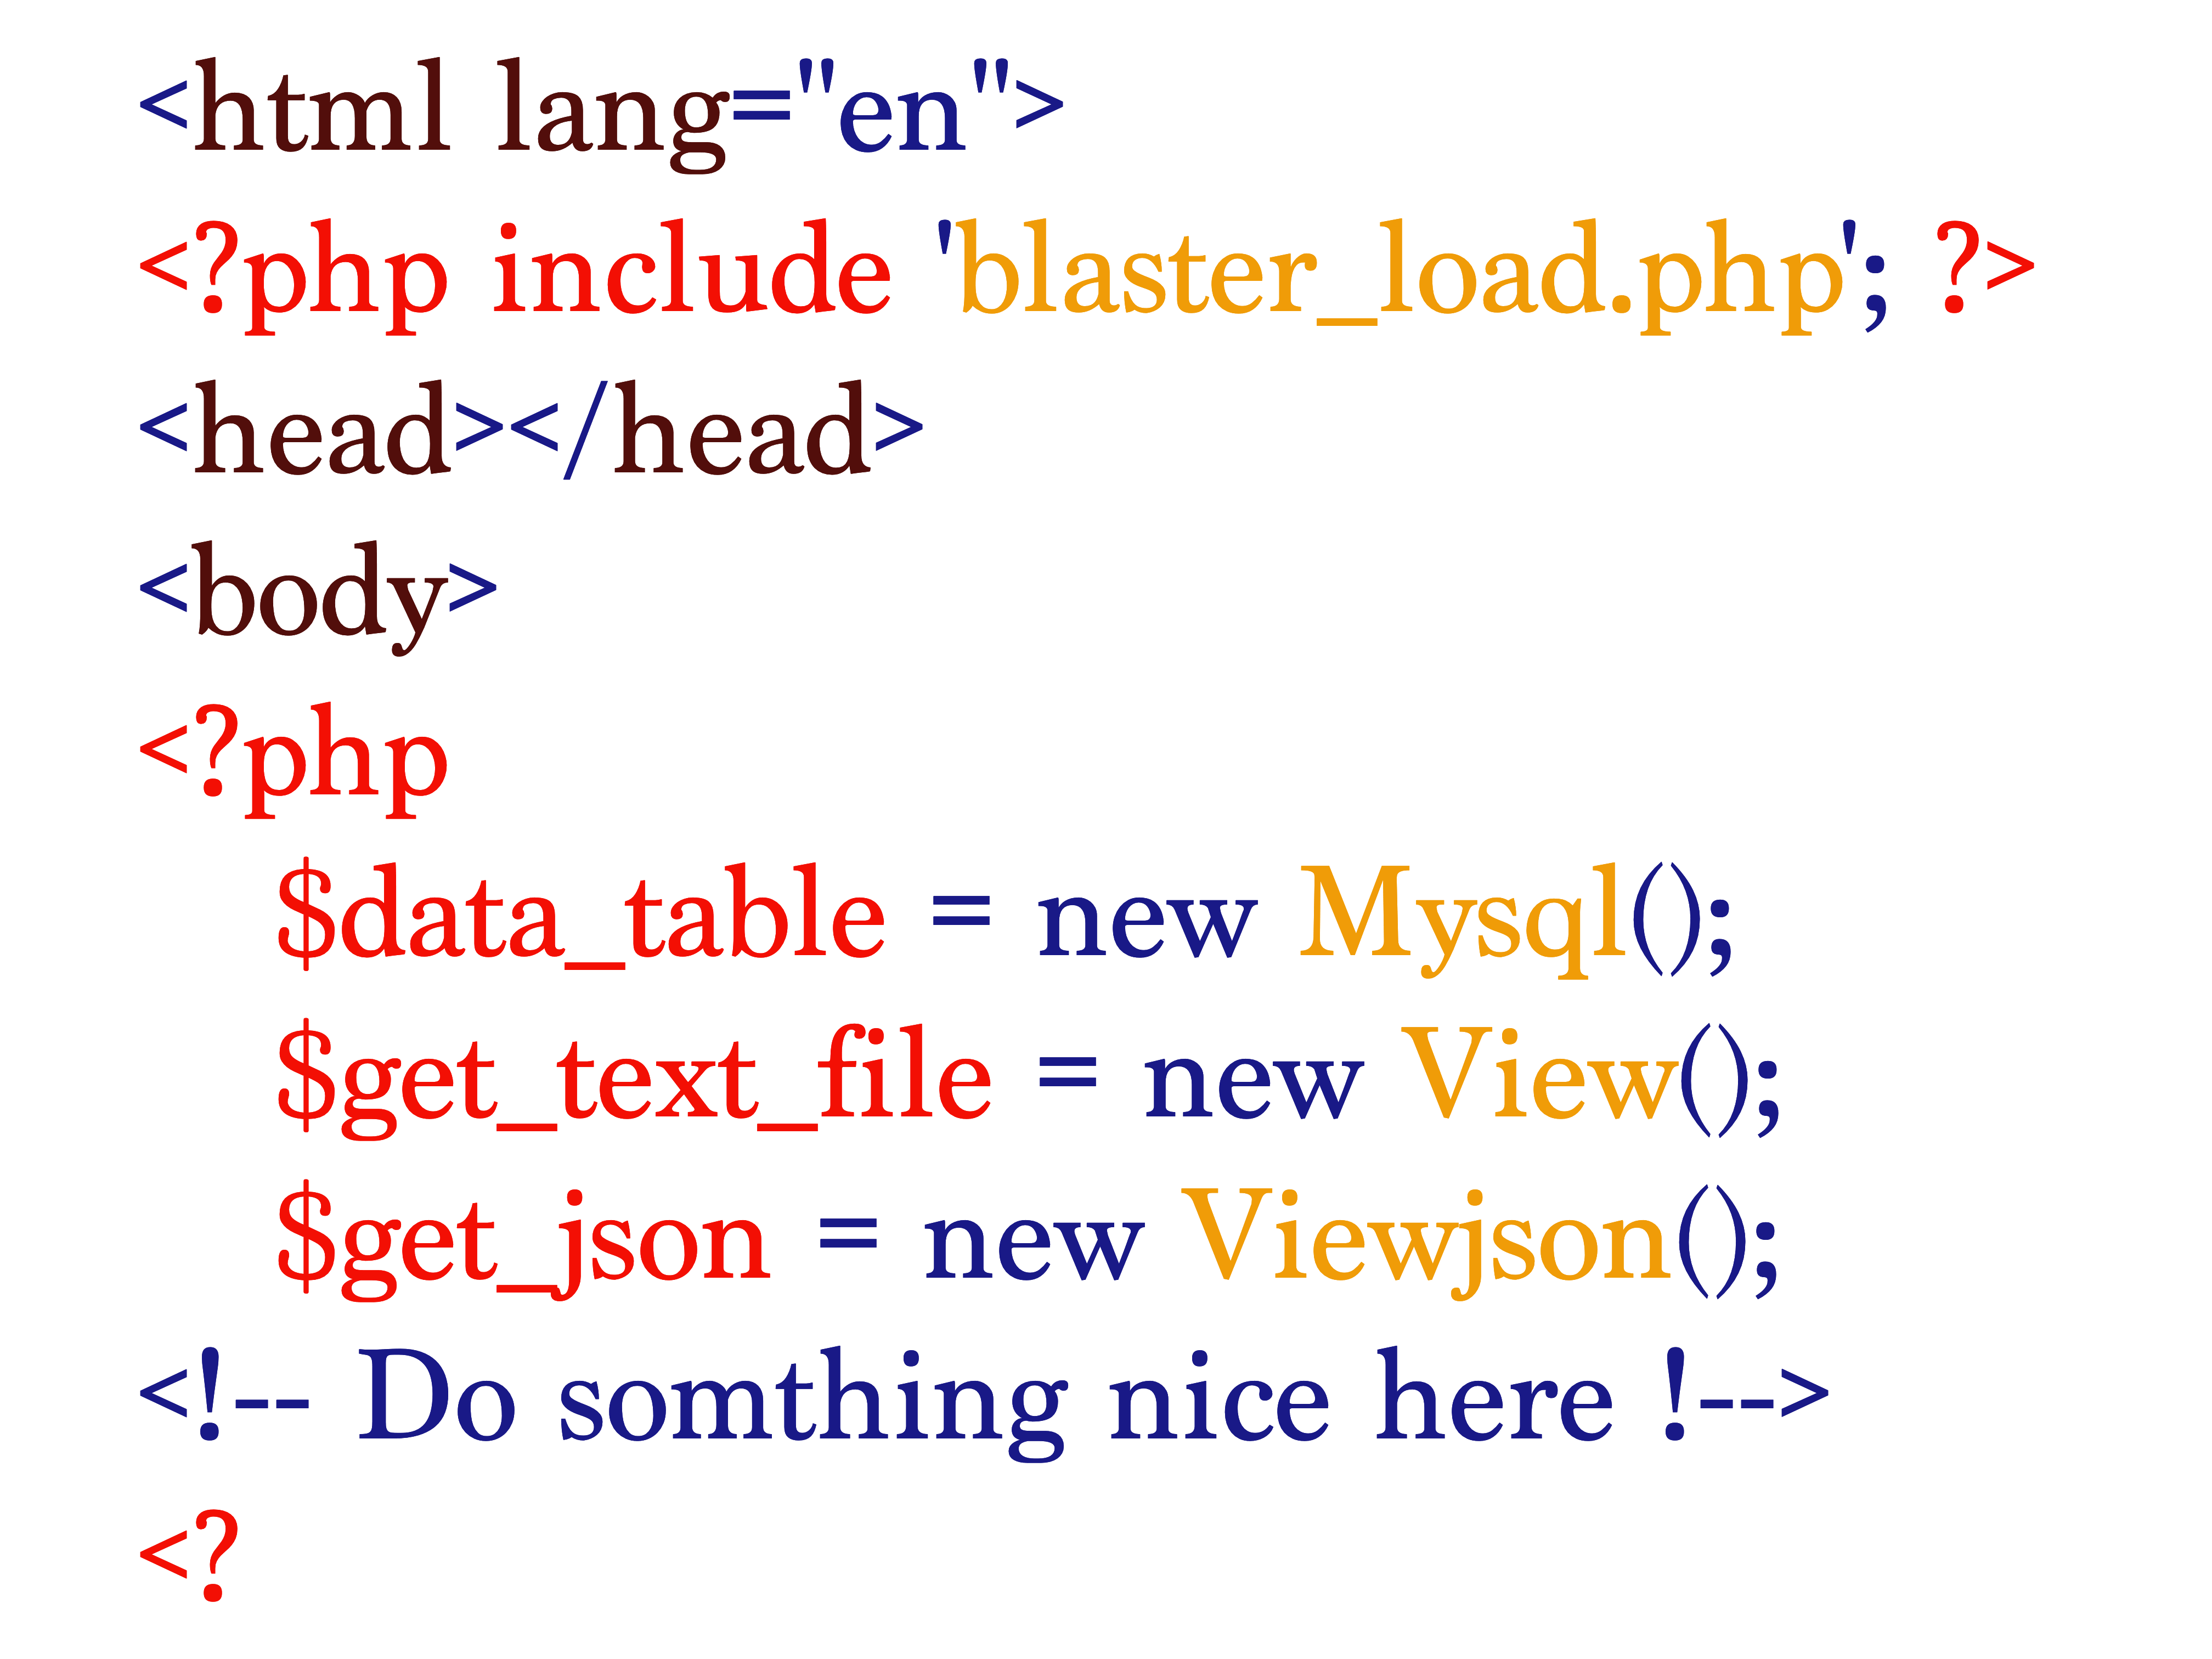 <html lang="en">
<?php include 'blaster_load.php'; ?>
<head></head>
<body>
<?php
$data_table = new Mysql();
$get_text_file = new View();
$get_json = new Viewjson();
<!-- Do somthing nice here !-->
<?